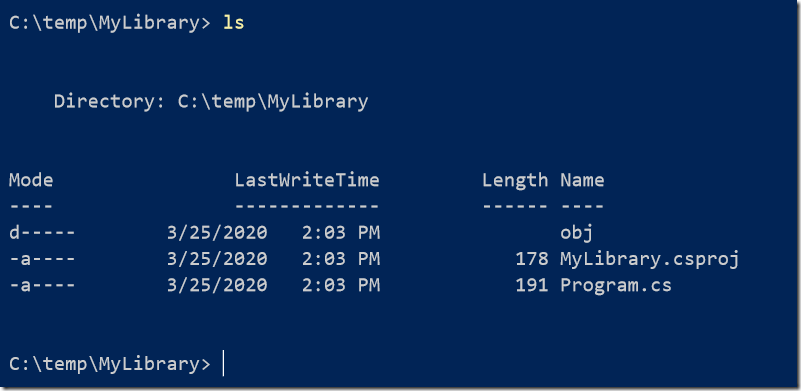 C:\temp\MyLibrary> ls
Directory: C:\temp\MyLibrary
Mode LastWriteTime Length Name
---- ------------- ------ ----
d----- 3/25/2020 2:03 PM obj
-a---- 3/25/2020 2:03 PM 178 MyLibrary.csproj
-a---- 3/25/2020 2:03 PM 191 Program.cs
C:\temp\MyLibrary>